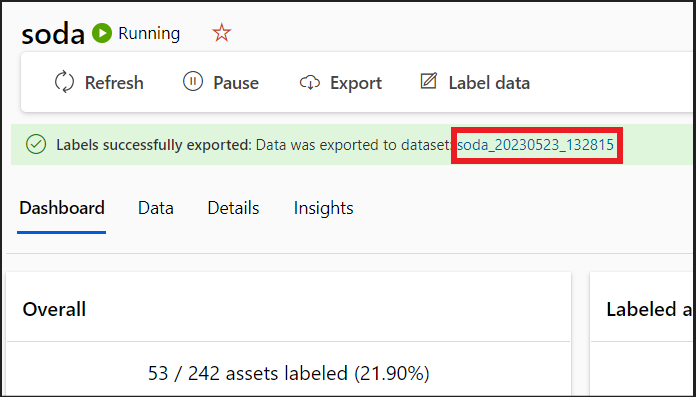 soda Running
Refresh Pause Export Label data
Labels successfully exported: Data was exported to dataset: soda_20230523_132815
Dashboard Data Details Insights
Overall
Labeled a
53 / 242 assets labeled (21.90%)